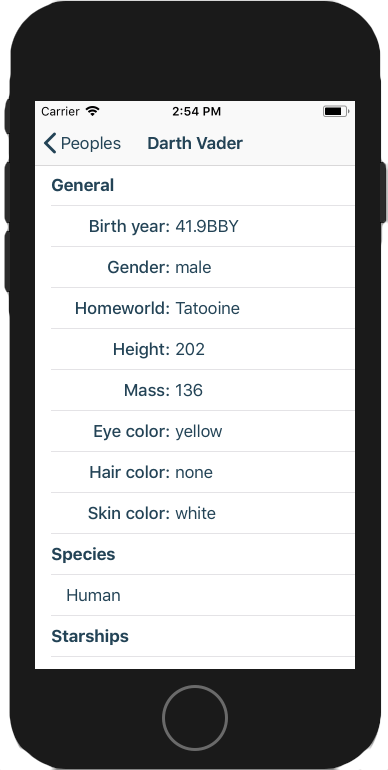 Carrier 2:54 PM
Peoples Darth Vader
General
Birth year: 41.9BBY
Gender: male
Homeworld: Tatooine
Height: 202
Mass: 136
Eye color: yellow
Hair color: none
Skin color: white
Species
Human
Starships